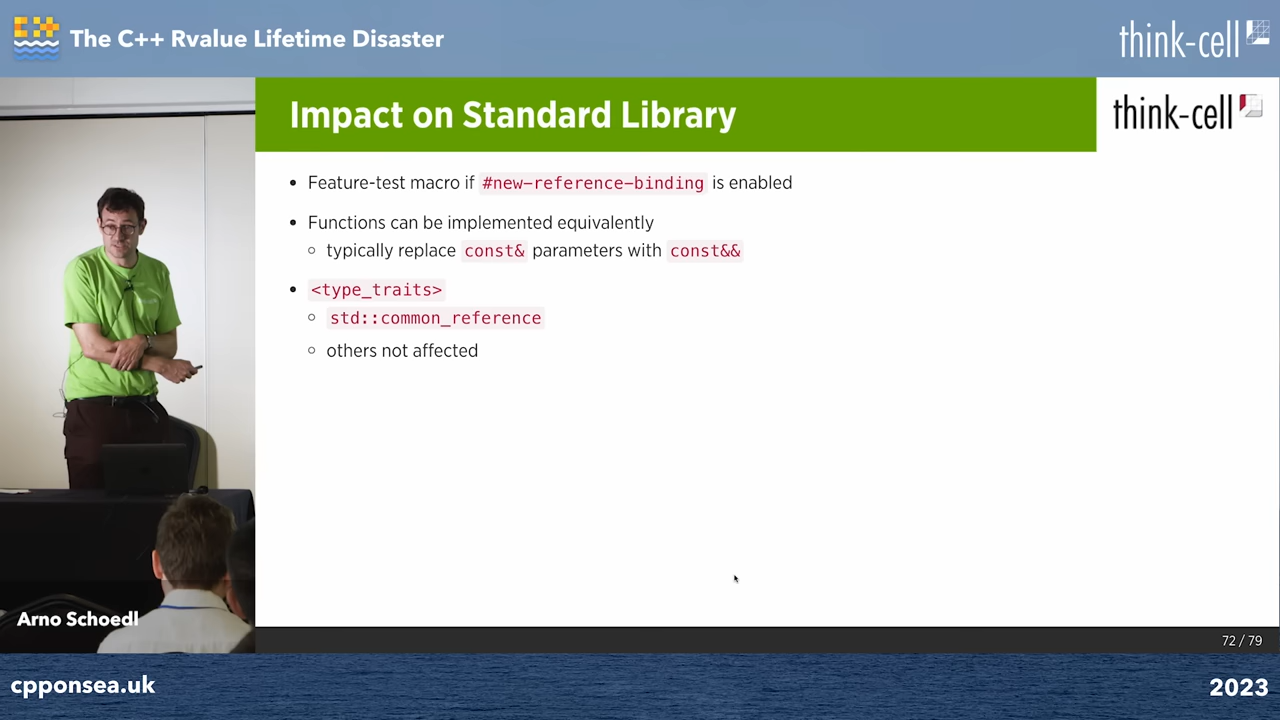 The C++ Rvalue Lifetime Disaster
think-cell
Impact on Standard Library
think-cell
• Feature-test macro if #new-reference-binding is enabled
• Functions can be implemented equivalently
○ typically replace const& parameters with const&&
• <type_traits>
○ std::common_reference
○ others not affected
Arno Schoedl
72 / 79
cpponsea.uk
2023